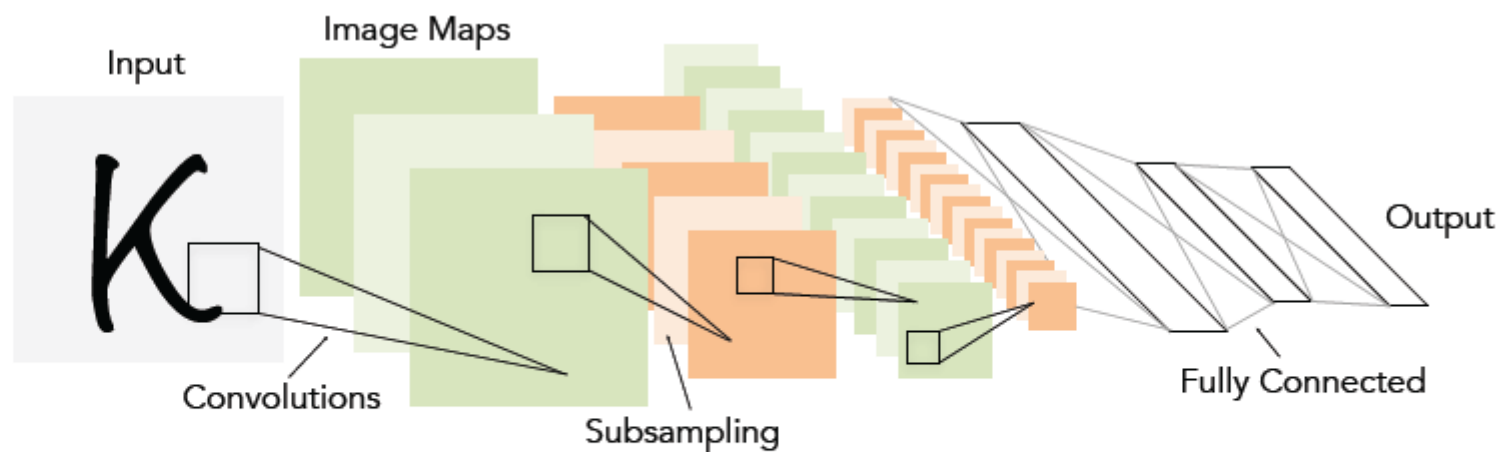 Image Maps
Input
K
Output
Convolutions
Fully Connected
Subsampling